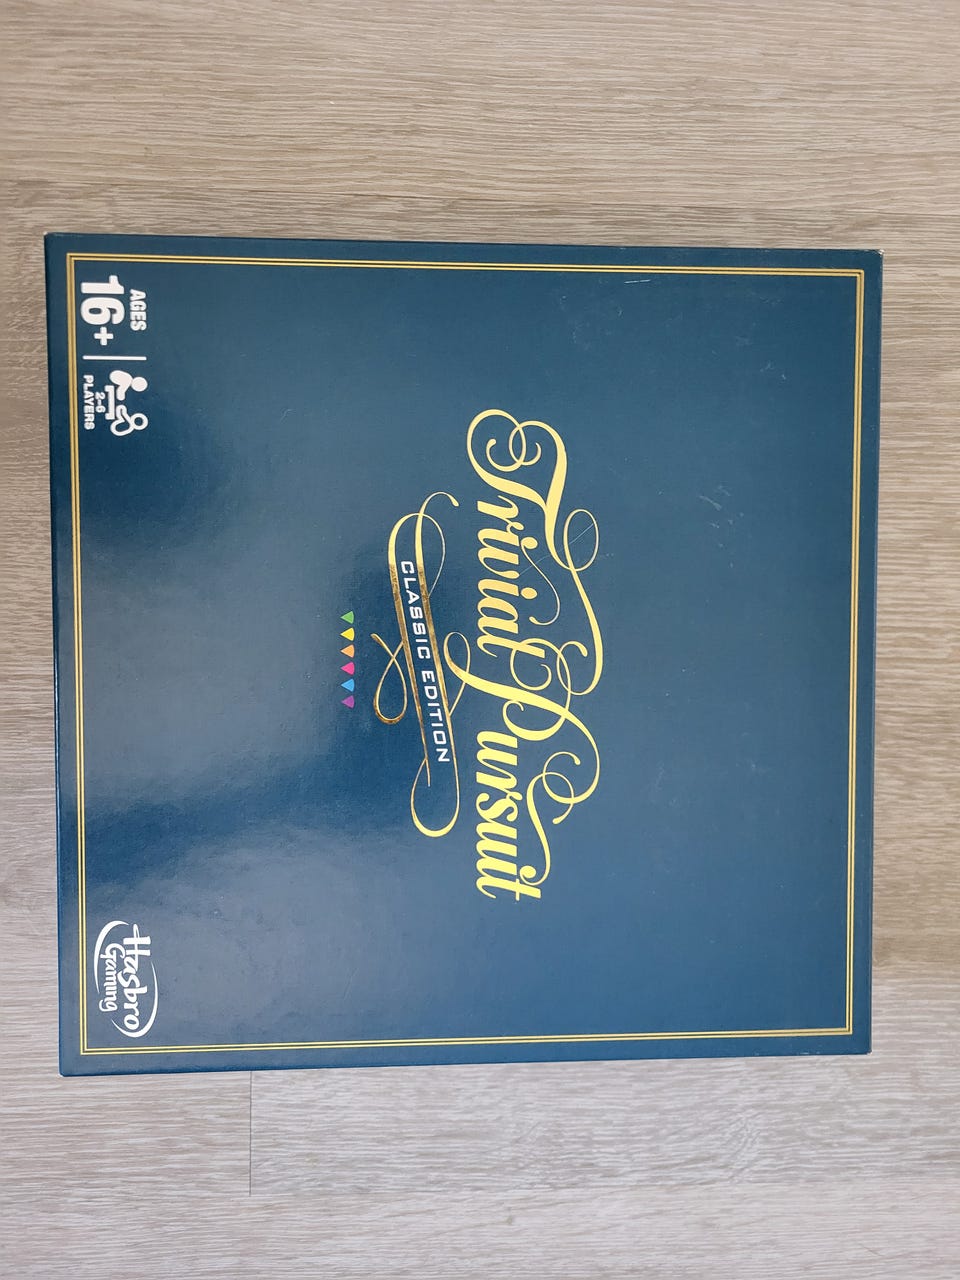 Trivial Pursuit
CLASSIC EDITION
AGES
16+
2-6
PLAYERS
Hasbro
Gaming